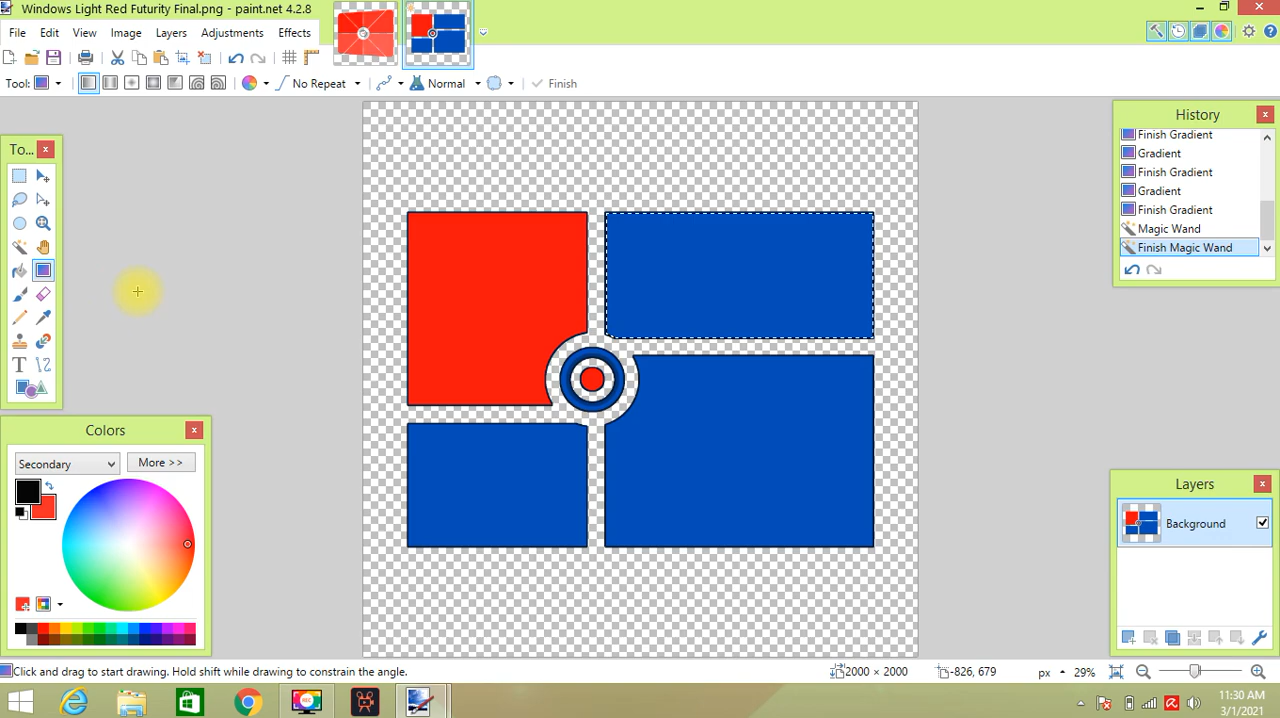 Windows Light Red Futurity Final.png - paint.net 4.2.8
File Edit View Image Layers Adjustments Effects
Tool: No Repeat Normal Finish
To...
History
Finish Gradient
Gradient
Finish Gradient
Gradient
Finish Gradient
Magic Wand
Finish Magic Wand
Colors
Secondary More >>
Layers
Background
Click and drag to start drawing. Hold shift while drawing to constrain the angle.
2000 × 2000 -826, 679 px 29%
REC
11:30 AM
3/1/2021